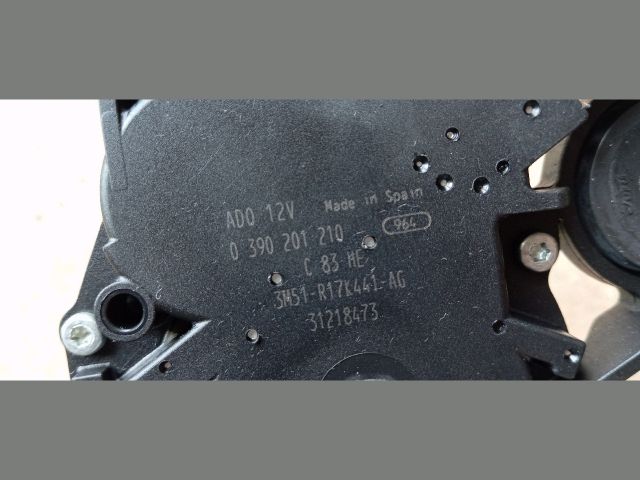 ADO 12V Made in Spain
0 390 201 210 964
C 83 HE
3M51-R17K441-AG
31218473